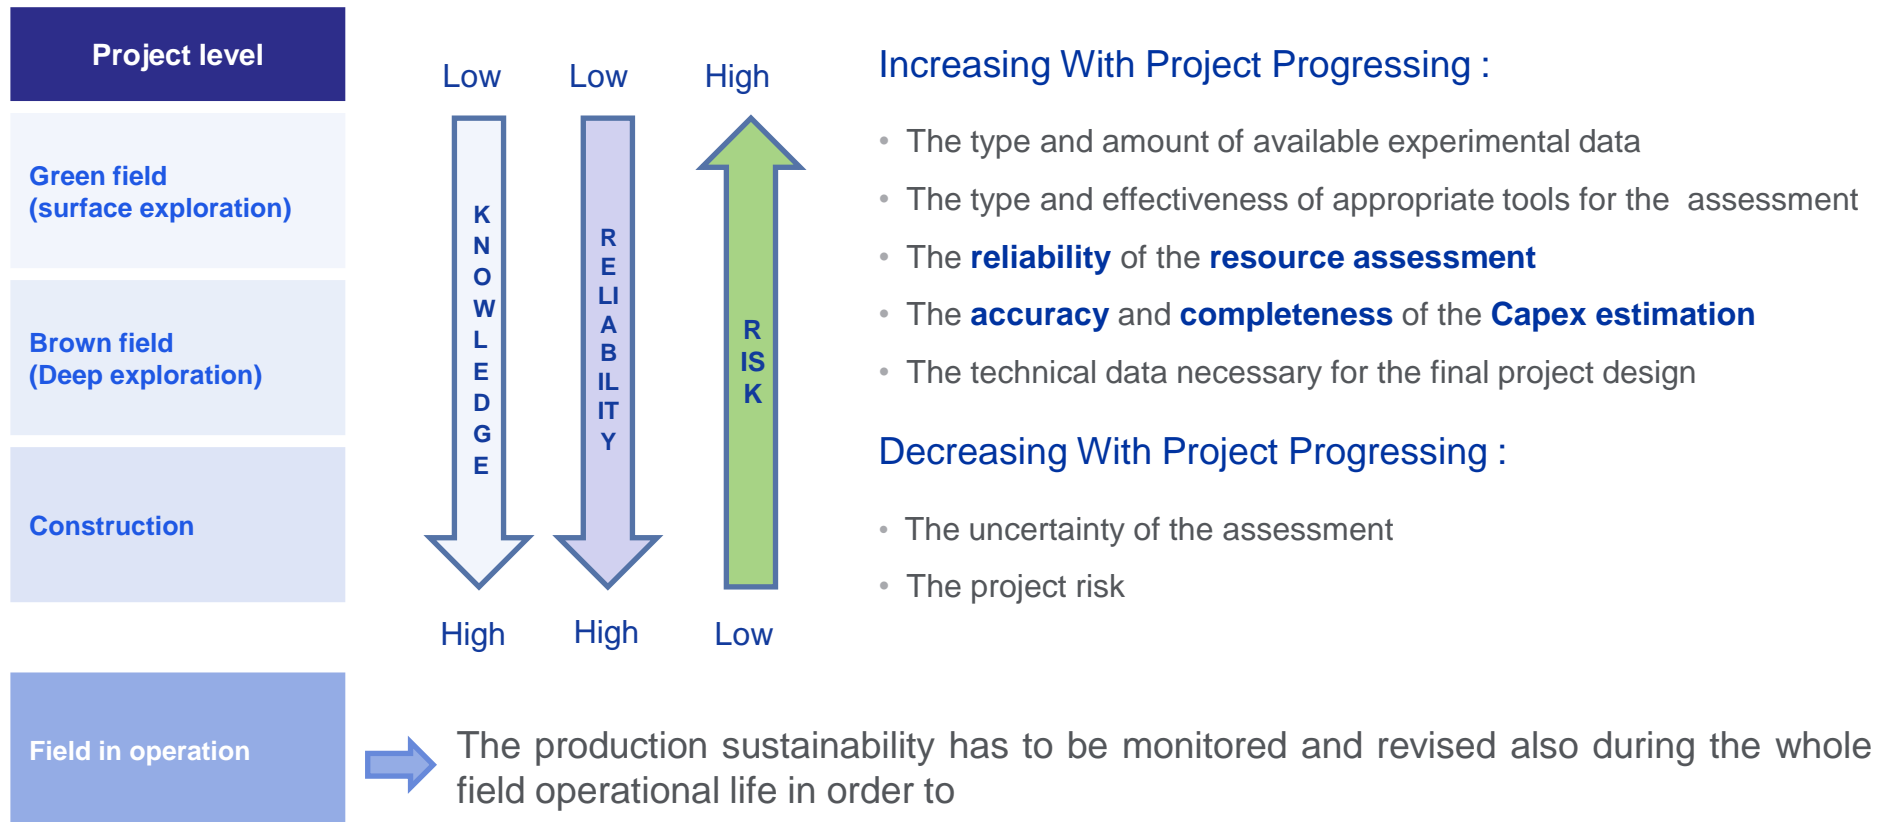 Project level
Green field
(surface exploration)
Brown field
(Deep exploration)
Construction
Field in operation
Low
Low
High
K
N
O
W
L
E
D
G
E
R
E
LI
A
B
IL
IT
Y
R
IS
K
High
High
Low
Increasing With Project Progressing :
• The type and amount of available experimental data
• The type and effectiveness of appropriate tools for the assessment
• The reliability of the resource assessment
• The accuracy and completeness of the Capex estimation
• The technical data necessary for the final project design
Decreasing With Project Progressing :
• The uncertainty of the assessment
• The project risk
The production sustainability has to be monitored and revised also during the whole
field operational life in order to